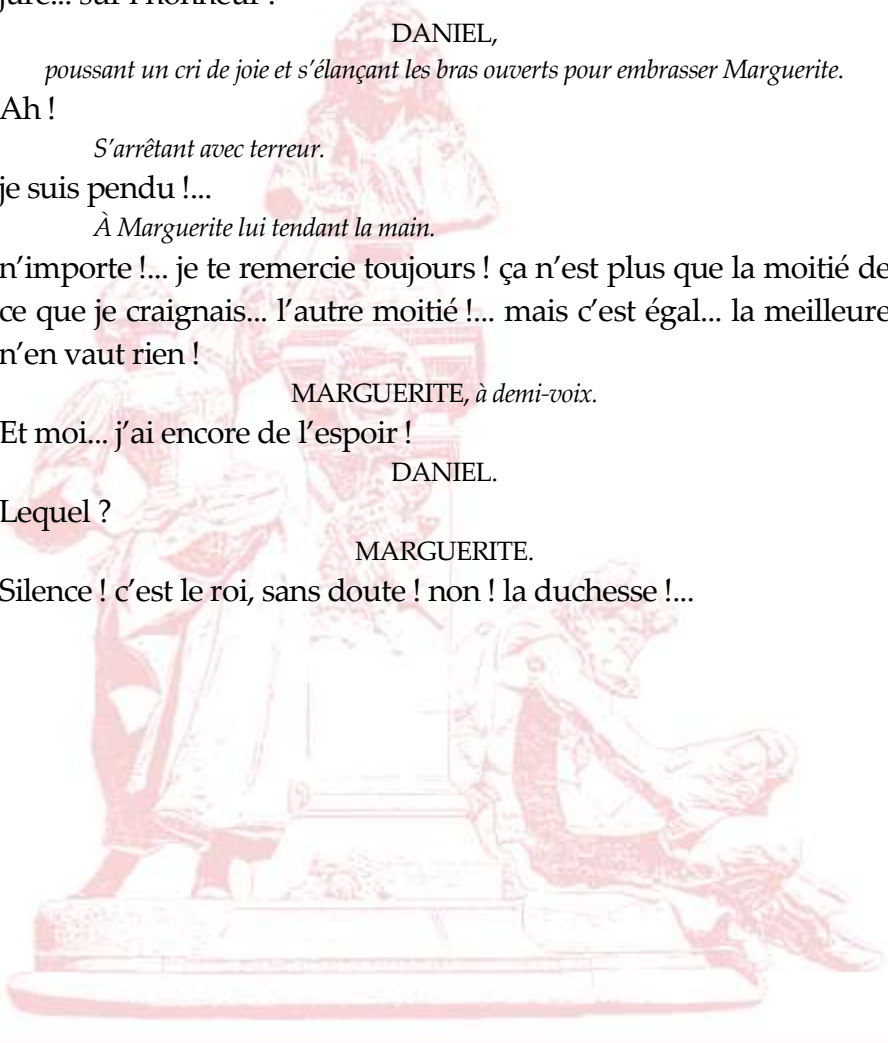 jure... sur l'honneur !
DANIEL,
poussant un cri de joie et s'élançant les bras ouverts pour embrasser Marguerite.
Ah !
S'arrêtant avec terreur.
je suis pendu !...
À Marguerite lui tendant la main.
n'importe !... je te remercie toujours ! ça n'est plus que la moitié de
ce que je craignais... l'autre moitié !... mais c'est égal... la meilleure
n'en vaut rien !
MARGUERITE, à demi-voix.
Et moi... j'ai encore de l'espoir !
DANIEL.
Lequel ?
MARGUERITE.
Silence ! c'est le roi, sans doute ! non ! la duchesse !...